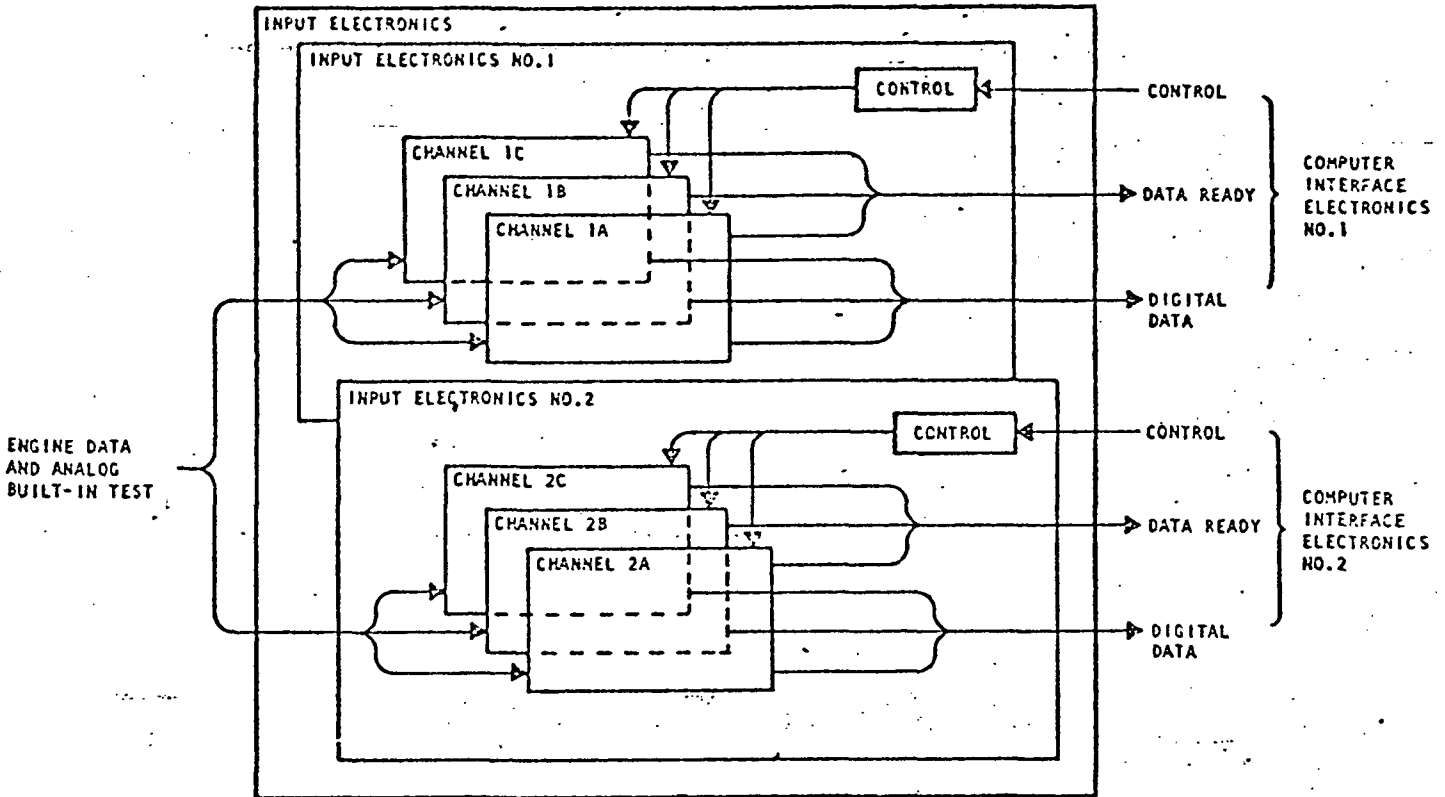 INPUT ELECTRONICS
INPUT ELECTRONICS NO.1
CONTROL
CONTROL
CHANNEL 1C
CHANNEL 1B
CHANNEL 1A
DATA READY
DIGITAL
DATA
COMPUTER
INTERFACE
ELECTRONICS
NO.1
INPUT ELECTRONICS NO.2
CONTROL
CONTROL
CHANNEL 2C
CHANNEL 2B
CHANNEL 2A
DATA READY
DIGITAL
DATA
COMPUTER
INTERFACE
ELECTRONICS
NO.2
ENGINE DATA
AND ANALOG
BUILT-IN TEST